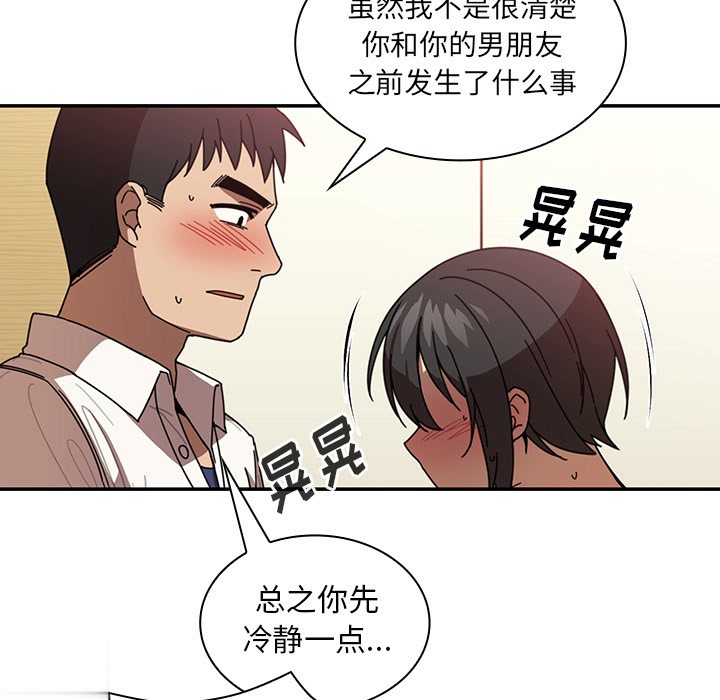 虽然我不是很清楚
你和你的男朋友
之前发生了什么事
晃晃
晃晃
总之你先
冷静一点...